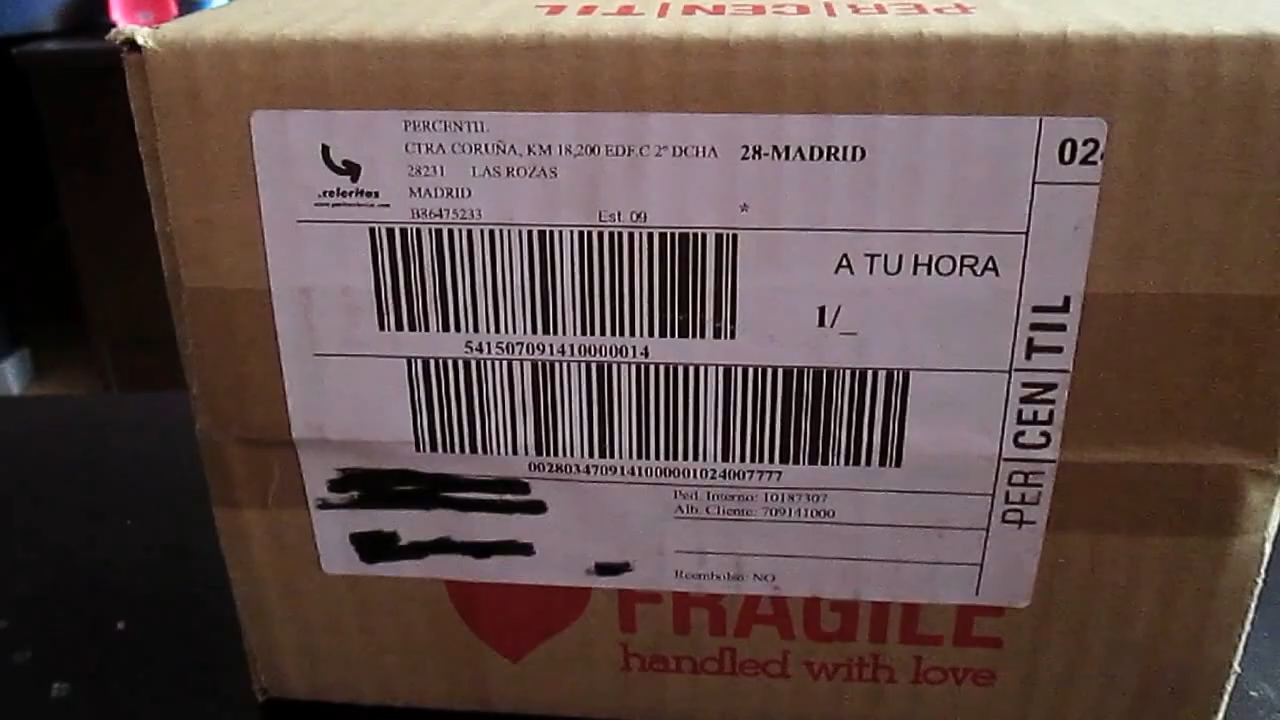 PER|CEN|TIL
PERCENTIL
CTRA.CORUÑA, KM 18,200 EDF.C 2º DCHA
28-MADRID
28231 LAS ROZAS
MADRID
B86475233
Est. 09
*
.celeritas
02
A TU HORA
1/_
541507091410000014
0028034709141000001024007777
Ped. Interno: 10187307
Alb. Cliente: 709141000
Reembolso: NO
PER|CEN|TIL
FRAGILE
handled with love